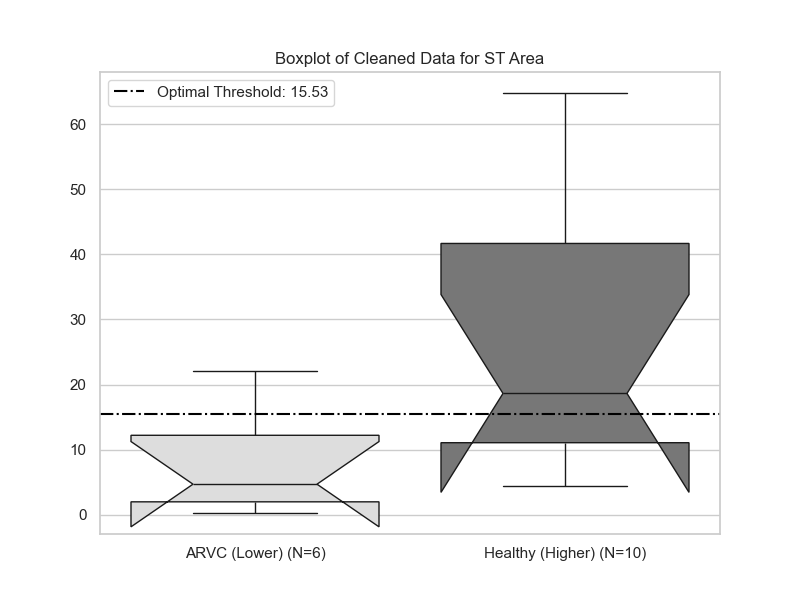 Boxplot of Cleaned Data for ST Area
Optimal Threshold: 15.53
60
50
40
30
20
10
0
ARVC (Lower) (N=6)
Healthy (Higher) (N=10)